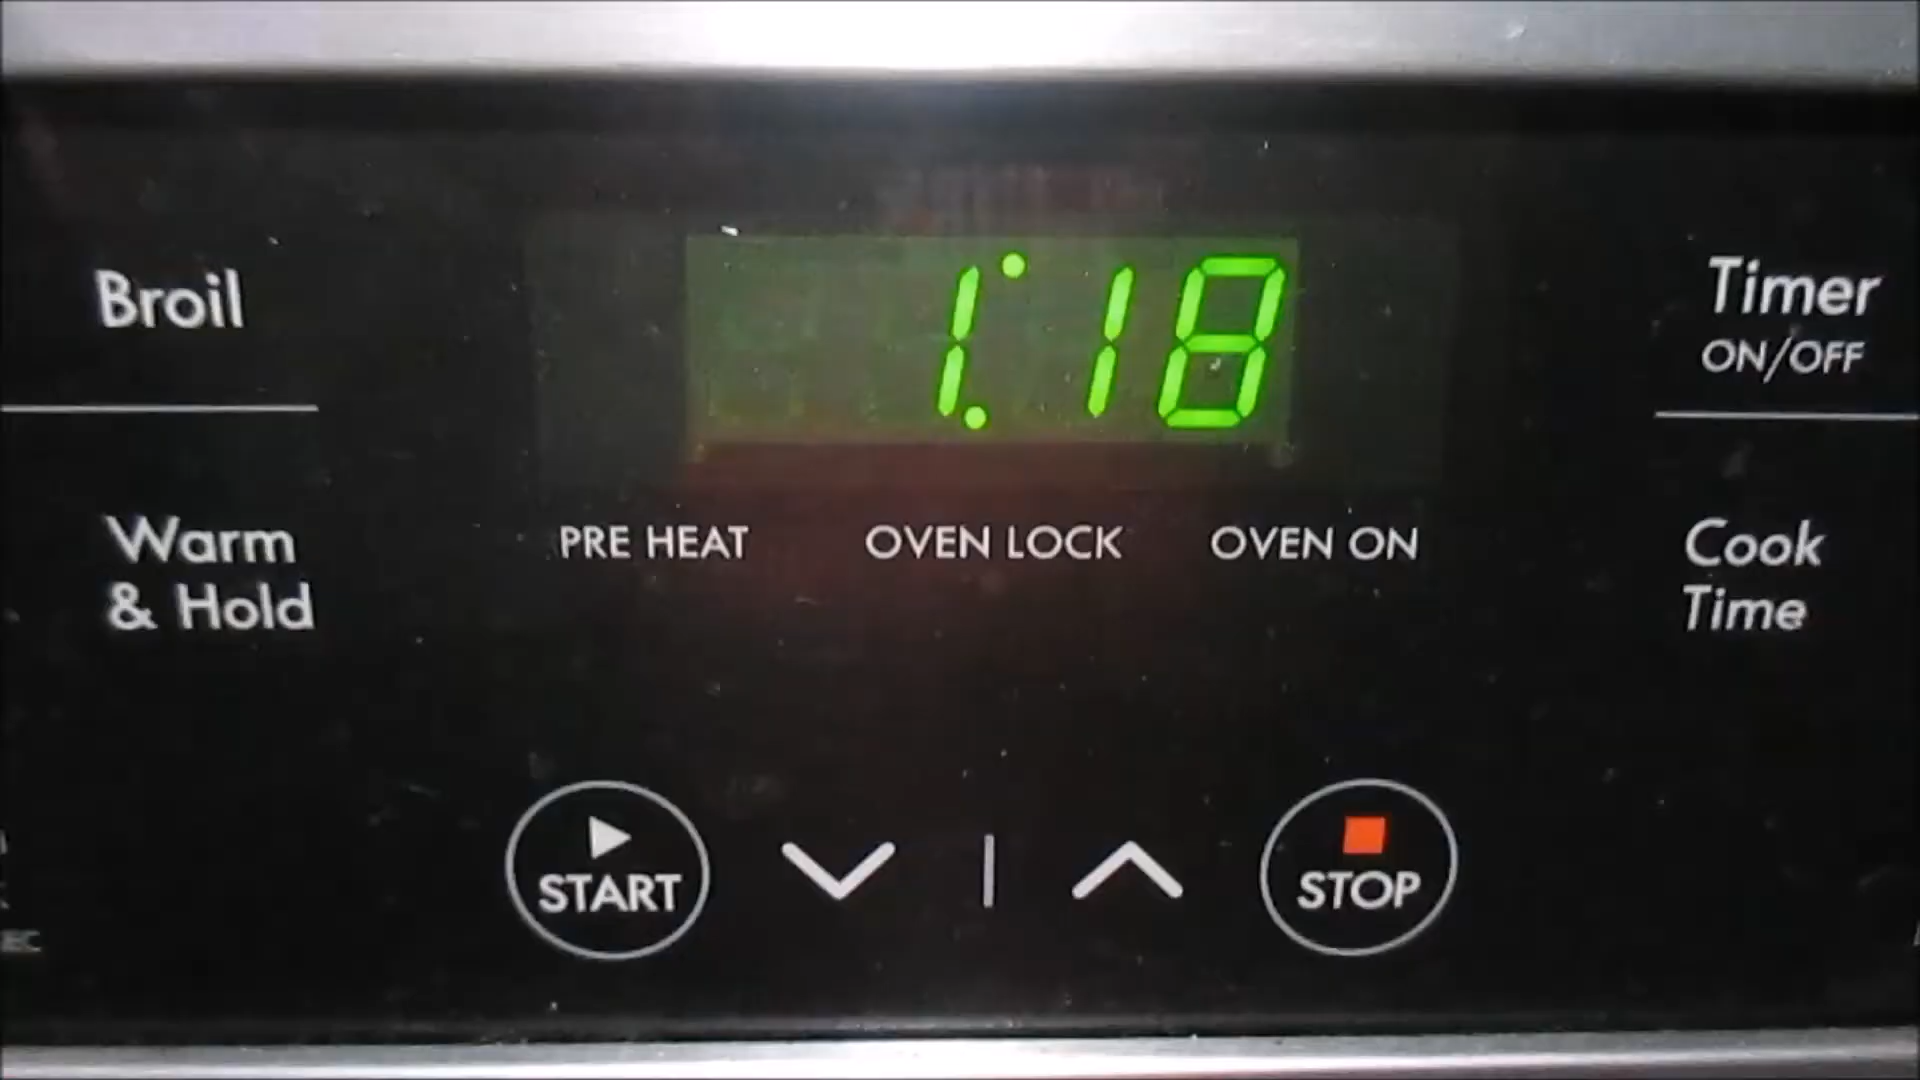 1:18
Broil
Timer
ON/OFF
Warm
& Hold
PRE HEAT
OVEN LOCK
OVEN ON
Cook
Time
START
STOP